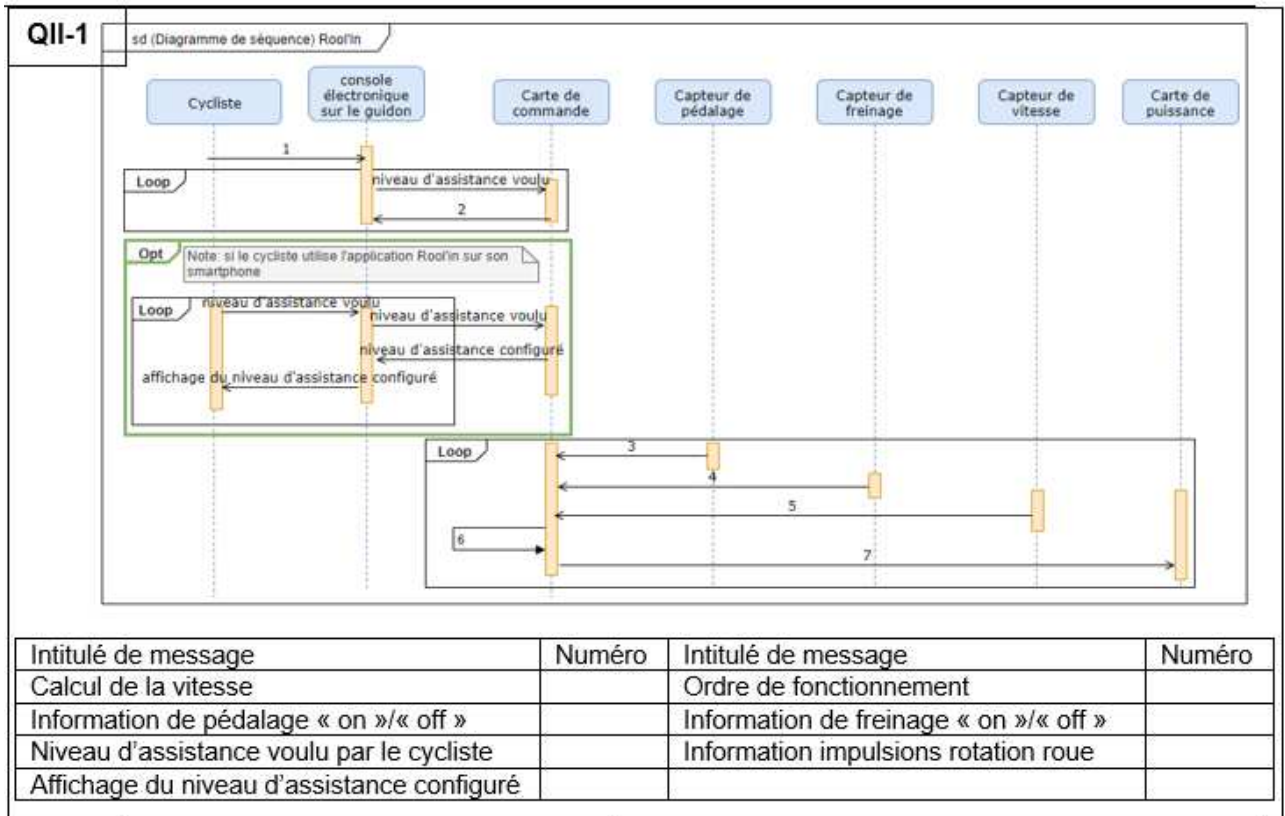 QII-1
sd (Diagramme de séquence) Rool'In
Cycliste
console
électronique
sur le guidon
Carte de
commande
Capteur de
pédalage
Capteur de
freinage
Capteur de
vitesse
Carte de
puissance
1
Loop
niveau d'assistance voulu
2
Opt
Note: si le cycliste utilise l'application Rool'in sur son
smartphone
Loop
niveau d'assistance voulu
niveau d'assistance voulu
niveau d'assistance configuré
affichage du niveau d'assistance configuré
Loop
3
4
5
6
7
Intitulé de message Numéro Intitulé de message Numéro
Calcul de la vitesse Ordre de fonctionnement
Information de pédalage « on »/« off » Information de freinage « on »/« off »
Niveau d'assistance voulu par le cycliste Information impulsions rotation roue
Affichage du niveau d'assistance configuré